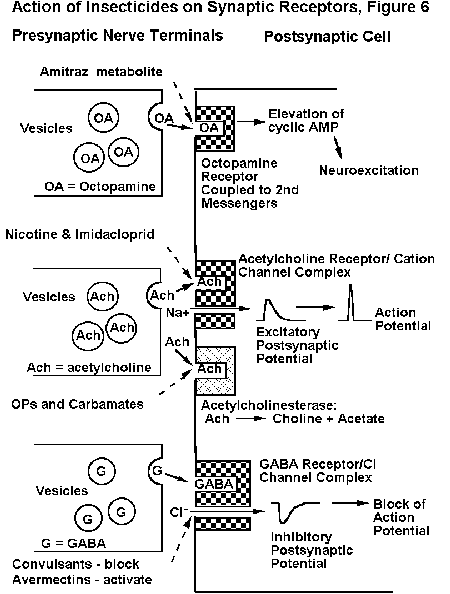 Action of Insecticides on Synaptic Receptors, Figure 6
Presynaptic Nerve Terminals
Postsynaptic Cell
Amitraz metabolite
Vesicles
OA
OA
OA
OA
OA
OA = Octopamine
Elevation of
cyclic AMP
Neuroexcitation
Octopamine
Receptor
Coupled to 2nd
Messengers
Nicotine & Imidacloprid
Vesicles
Ach
Ach
Ach
Ach
Ach
Na+
Ach = acetylcholine
Acetylcholine Receptor/ Cation
Channel Complex
Excitatory
Postsynaptic
Potential
Action
Potential
Ach
Ach
OPs and Carbamates
Acetylcholinesterase:
Ach Choline + Acetate
Vesicles
G
G
G
G
GABA
Cl⁻
G = GABA
GABA Receptor/Cl
Channel Complex
Inhibitory
Postsynaptic
Potential
Block of
Action
Potential
Convulsants - block
Avermectins - activate